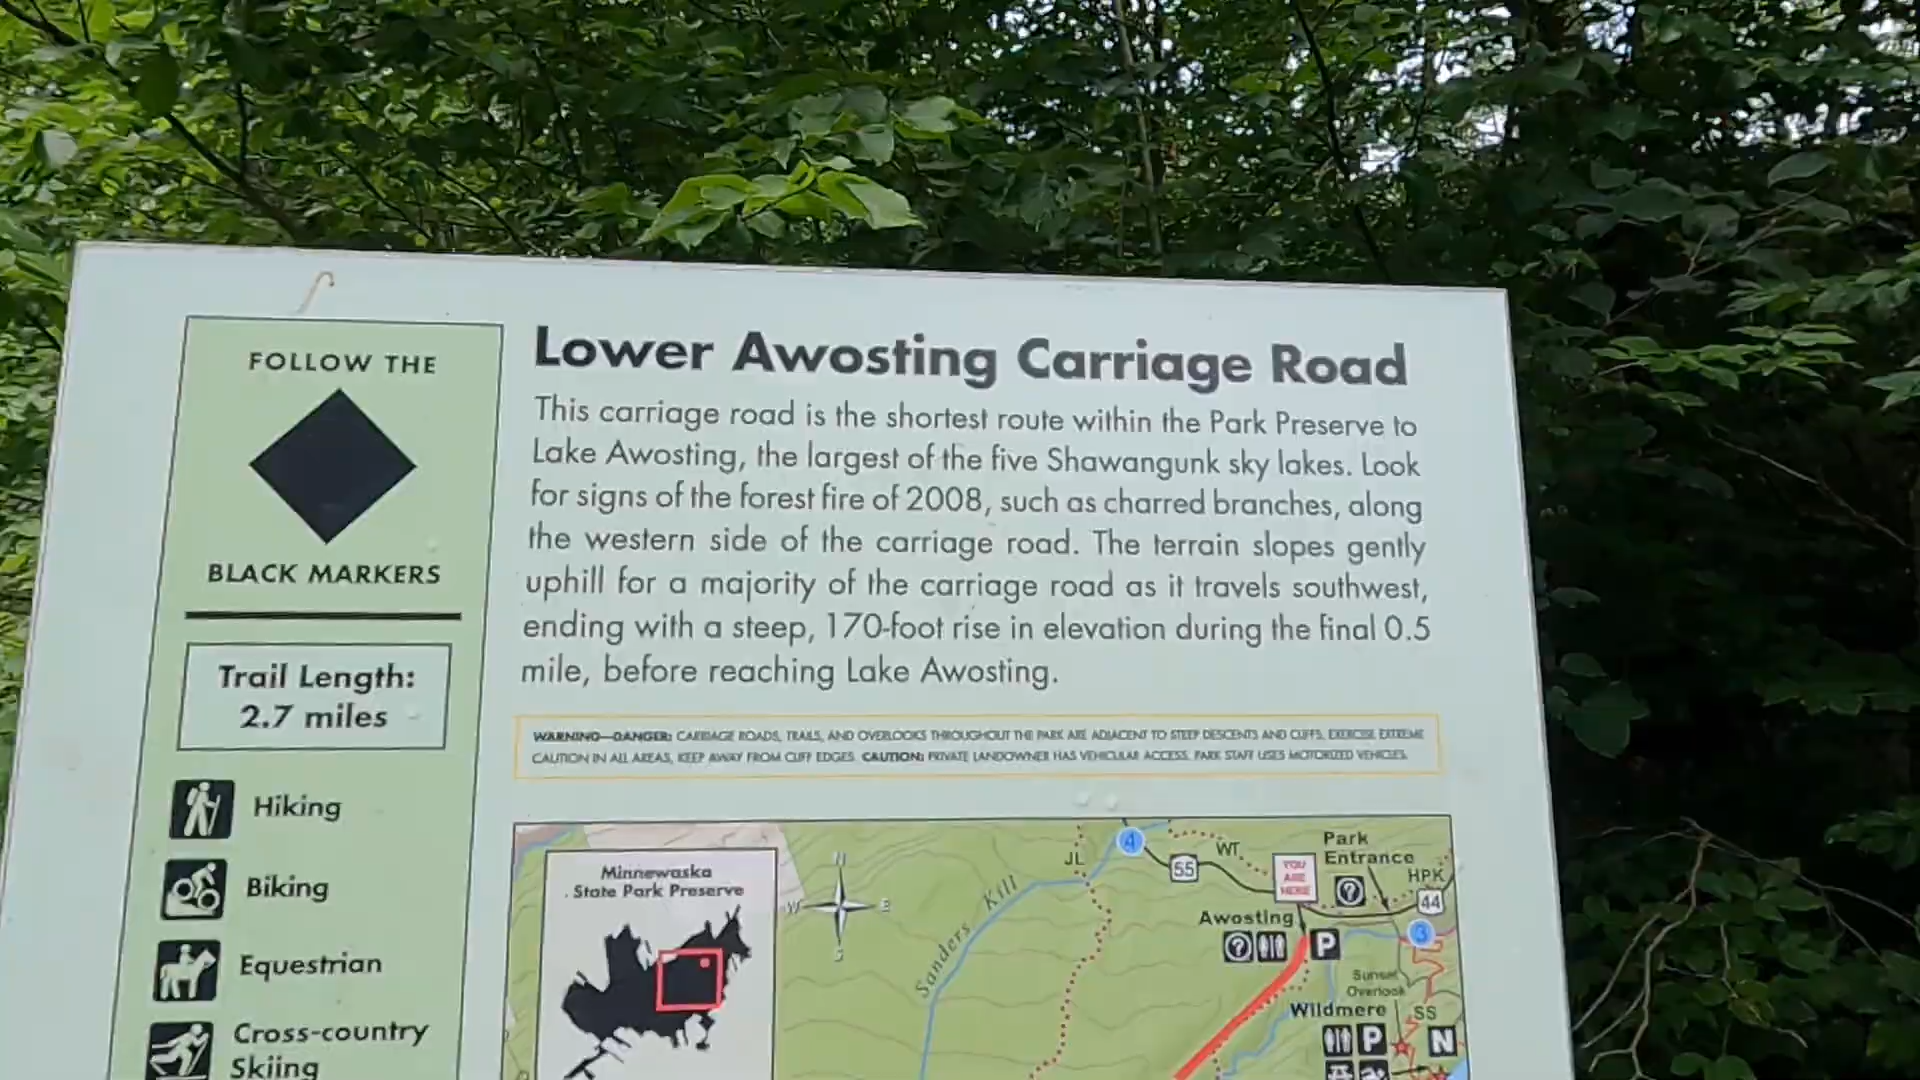 FOLLOW THE
BLACK MARKERS
Trail Length:
2.7 miles
Hiking
Biking
Equestrian
Cross-country
Skiing
Lower Awosting Carriage Road
This carriage road is the shortest route within the Park Preserve to
Lake Awosting, the largest of the five Shawangunk sky lakes. Look
for signs of the forest fire of 2008, such as charred branches, along
the western side of the carriage road. The terrain slopes gently
uphill for a majority of the carriage road as it travels southwest,
ending with a steep, 170-foot rise in elevation during the final 0.5
mile, before reaching Lake Awosting.
WARNING—DANGER: CARRIAGE ROADS, TRAILS, AND OVERLOOKS THROUGHOUT THE PARK ARE ADJACENT TO STEEP DESCENTS AND CLIFFS, EXERCISE EXTREME
CAUTION IN ALL AREAS, KEEP AWAY FROM CLIFF EDGES. CAUTION: PRIVATE LANDOWNER HAS VEHICULAR ACCESS. PARK STAFF USES MOTORIZED VEHICLES.
Minnewaska
State Park Preserve
N
W
E
S
Sanders Kill
JL
4
55
WT
YOU
ARE
HERE
Park
Entrance
?
HPK
44
Awosting
?
P
3
Sunset
Overlook
Wildmere
SS
P
N